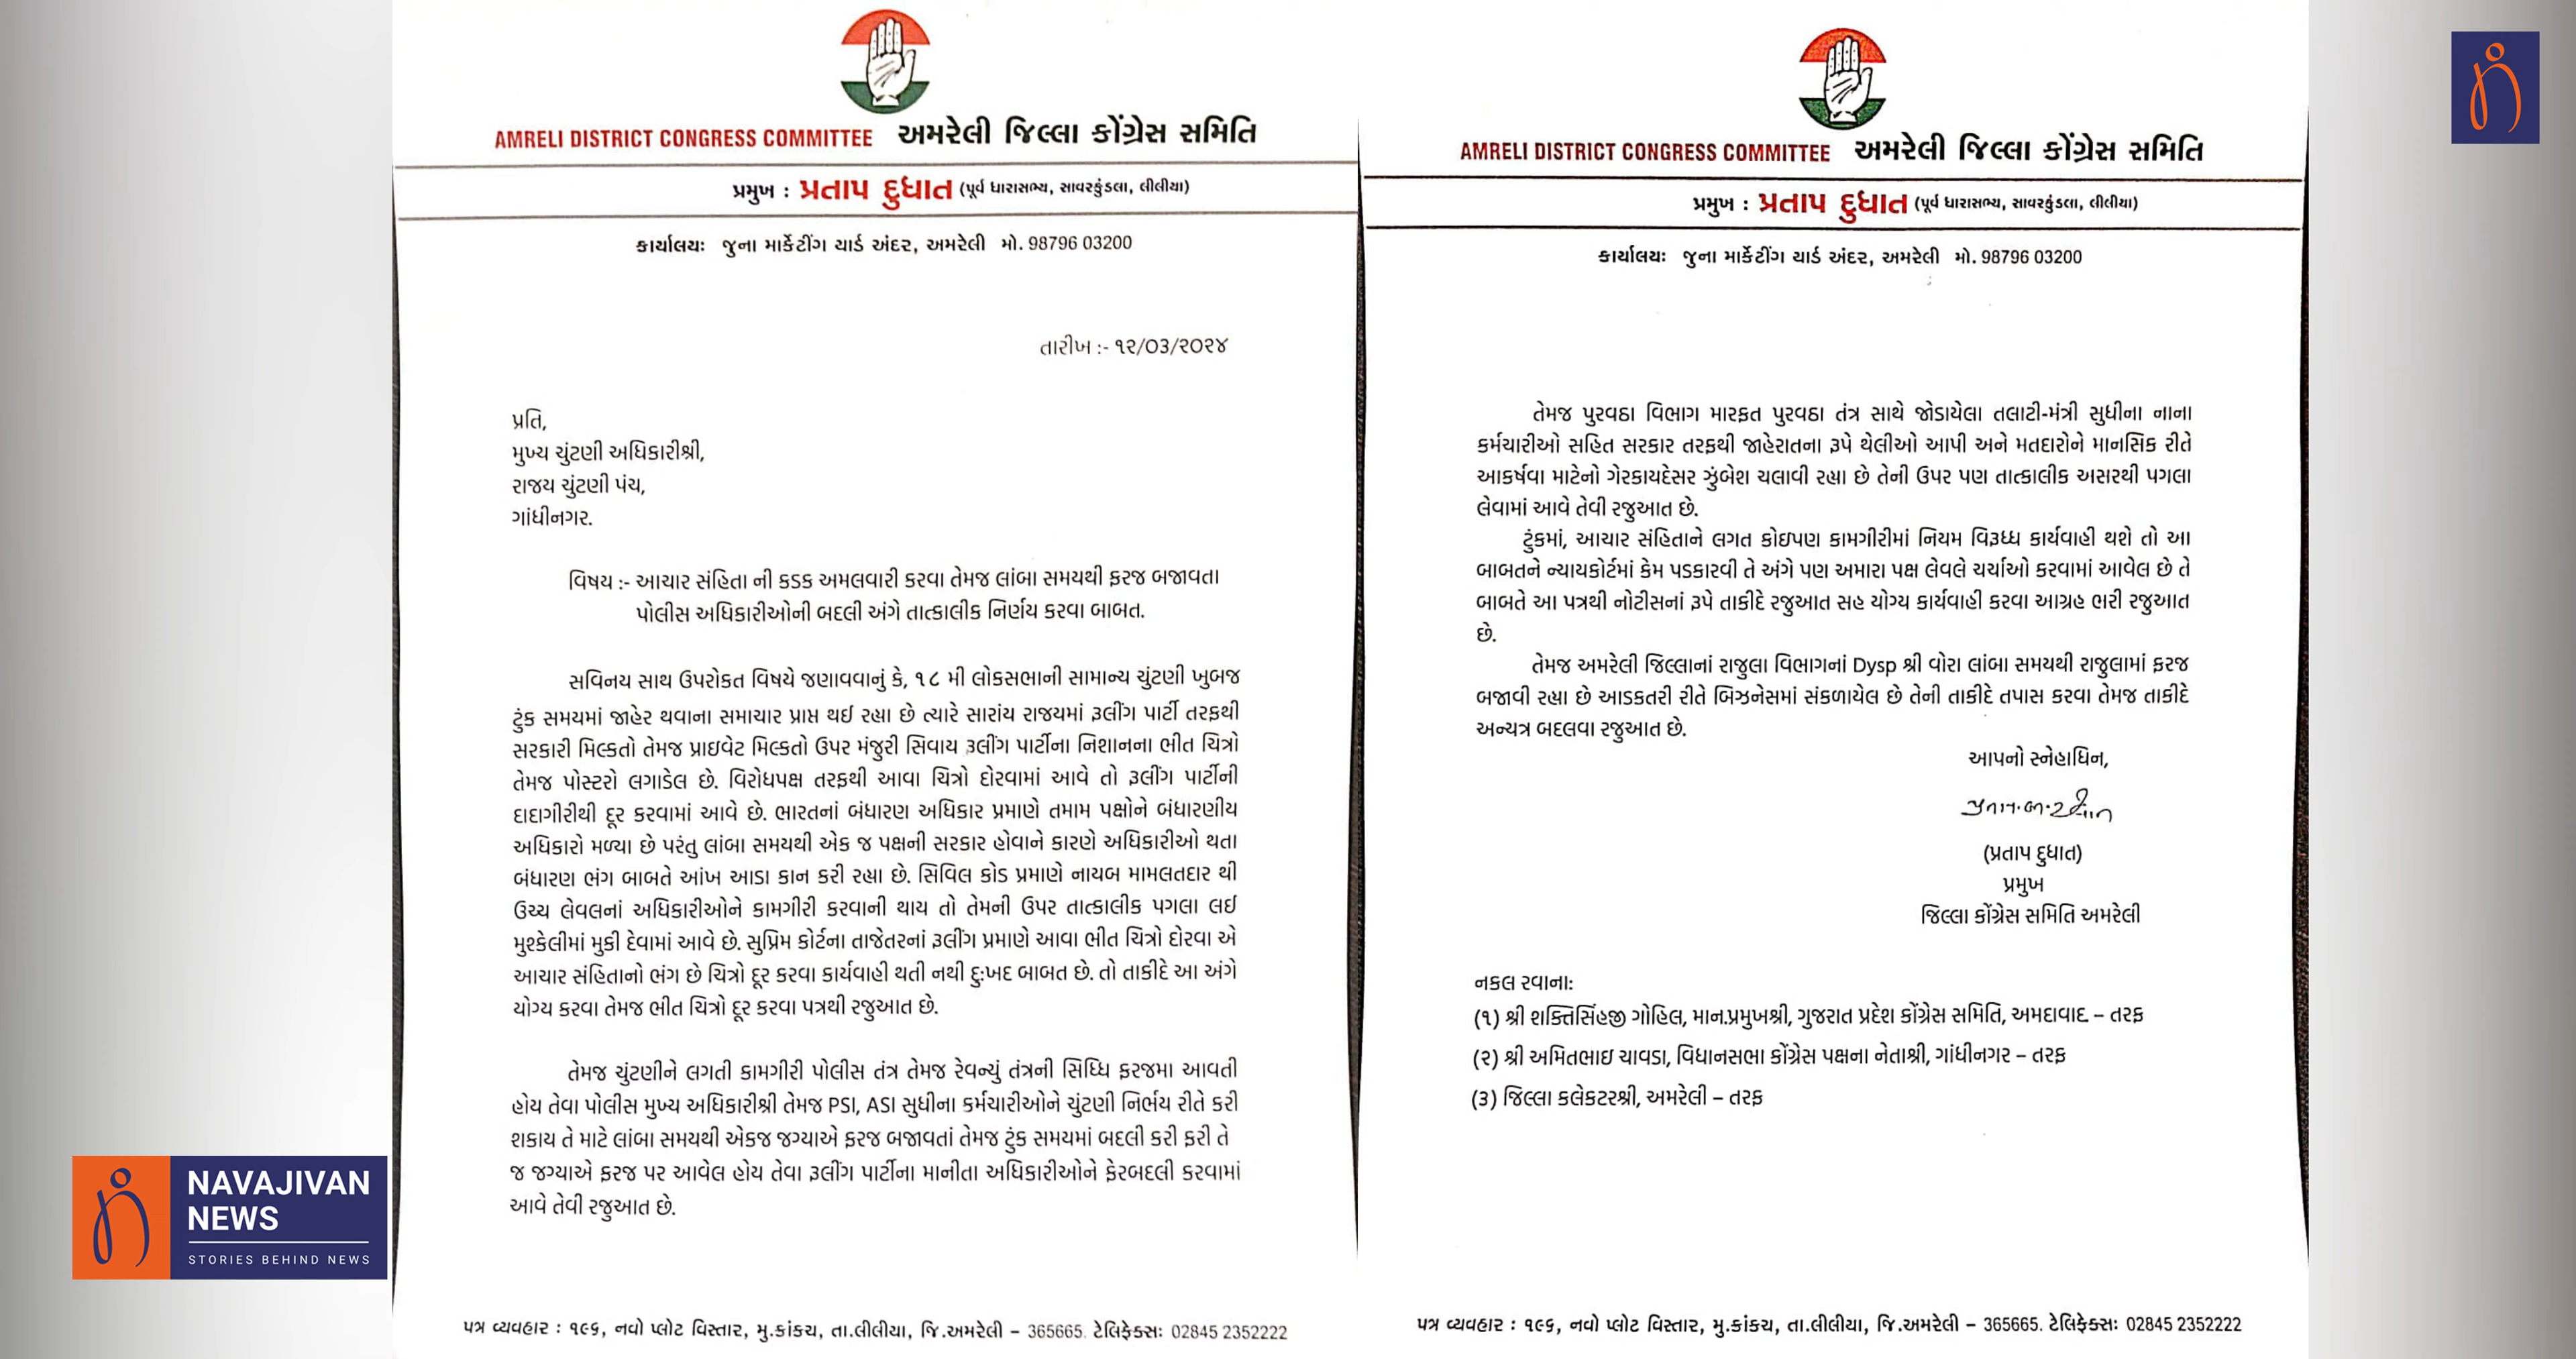 AMRELI DISTRICT CONGRESS COMMITTEE અમરેલી જિલ્લા કોંગ્રેસ સમિતિ
પ્રમુખ : પ્રતાપ દુધાત (પૂર્વ ધારાસભ્ય, સાવરકુંડલા, લીલીયા)
કાર્યાલયઃ જુના માર્કેટીંગ યાર્ડ અંદર, અમરેલી મો. 98796 03200
તારીખ :- ૧૨/૦૩/૨૦૨૪
પ્રતિ,
મુખ્ય ચુંટણી અધિકારીશ્રી,
રાજય ચુંટણી પંચ,
ગાંધીનગર.
વિષય :- આચાર સંહિતા ની કડક અમલવારી કરવા તેમજ લાંબા સમયથી ફરજ બજાવતા
પોલીસ અધિકારીઓની બદલી અંગે તાત્કાલીક નિર્ણય કરવા બાબત.
સવિનય સાથ ઉપરોકત વિષયે જણાવવાનું કે, ૧૮ મી લોકસભાની સામાન્ય ચુંટણી ખુબજ
ટુંક સમયમાં જાહેર થવાના સમાચાર પ્રાપ્ત થઈ રહ્યા છે ત્યારે સારાંય રાજયમાં રૂલીંગ પાર્ટી તરફથી
સરકારી મિલ્કતો તેમજ પ્રાઇવેટ મિલ્કતો ઉપર મંજુરી સિવાય રૂલીંગ પાર્ટીના નિશાનના ભીત ચિત્રો
તેમજ પોસ્ટરો લગાડેલ છે. વિરોધપક્ષ તરફથી આવા ચિત્રો દોરવામાં આવે તો રૂલીંગ પાર્ટીની
દાદાગીરીથી દૂર કરવામાં આવે છે. ભારતનાં બંધારણ અધિકાર પ્રમાણે તમામ પક્ષોને બંધારણીય
અધિકારો મળ્યા છે પરંતુ લાંબા સમયથી એક જ પક્ષની સરકાર હોવાને કારણે અધિકારીઓ થતા
બંધારણ ભંગ બાબતે આંખ આડા કાન કરી રહ્યા છે. સિવિલ કોડ પ્રમાણે નાયબ મામલતદાર થી
ઉચ્ચ લેવલનાં અધિકારીઓને કામગીરી કરવાની થાય તો તેમની ઉપર તાત્કાલીક પગલા લઇ
મુશ્કેલીમાં મુકી દેવામાં આવે છે. સુપ્રિમ કોર્ટના તાજેતરનાં રૂલીંગ પ્રમાણે આવા ભીત ચિત્રો દોરવા એ
આચાર સંહિતાનો ભંગ છે ચિત્રો દૂર કરવા કાર્યવાહી થતી નથી દુઃખદ બાબત છે. તો તાકીદે આ અંગે
યોગ્ય કરવા તેમજ ભીત ચિત્રો દૂર કરવા પત્રથી રજુઆત છે.
તેમજ ચુંટણીને લગતી કામગીરી પોલીસ તંત્ર તેમજ રેવન્યું તંત્રની સિધ્ધિ ફરજમા આવતી
હોય તેવા પોલીસ મુખ્ય અધિકારીશ્રી તેમજ PSI, ASI સુધીના કર્મચારીઓને ચુંટણી નિર્ભય રીતે કરી
શકાય તે માટે લાંબા સમયથી એકજ જગ્યાએ ફરજ બજાવતાં તેમજ ટુંક સમયમાં બદલી કરી ફરી તે
જ જગ્યાએ ફરજ પર આવેલ હોય તેવા રૂલીંગ પાર્ટીના માનીતા અધિકારીઓને ફેરબદલી કરવામાં
આવે તેવી રજુઆત છે.
પત્ર વ્યવહાર : ૧૯૬, નવો પ્લોટ વિસ્તાર, મુ.કાંકચ, તા.લીલીયા, જિ.અમરેલી – 365665. ટેલિફેક્સઃ 02845 2352222
AMRELI DISTRICT CONGRESS COMMITTEE અમરેલી જિલ્લા કોંગ્રેસ સમિતિ
પ્રમુખ : પ્રતાપ દુધાત (પૂર્વ ધારાસભ્ય, સાવરકુંડલા, લીલીયા)
કાર્યાલયઃ જુના માર્કેટીંગ યાર્ડ અંદર, અમરેલી મો. 98796 03200
તેમજ પુરવઠા વિભાગ મારફત પુરવઠા તંત્ર સાથે જોડાયેલા તલાટી-મંત્રી સુધીના નાના
કર્મચારીઓ સહિત સરકાર તરફથી જાહેરાતના રૂપે થેલીઓ આપી અને મતદારોને માનસિક રીતે
આકર્ષવા માટેનો ગેરકાયદેસર ઝુંબેશ ચલાવી રહ્યા છે તેની ઉપર પણ તાત્કાલીક અસરથી પગલા
લેવામાં આવે તેવી રજુઆત છે.
ટુંકમાં, આચાર સંહિતાને લગત કોઇપણ કામગીરીમાં નિયમ વિરૂધ્ધ કાર્યવાહી થશે તો આ
બાબતને ન્યાયકોર્ટમાં કેમ પડકારવી તે અંગે પણ અમારા પક્ષ લેવલે ચર્ચાઓ કરવામાં આવેલ છે તે
બાબતે આ પત્રથી નોટીસનાં રૂપે તાકીદે રજુઆત સહ યોગ્ય કાર્યવાહી કરવા આગ્રહ ભરી રજુઆત
છે.
તેમજ અમરેલી જિલ્લાનાં રાજુલા વિભાગનાં Dysp શ્રી વોરા લાંબા સમયથી રાજુલામાં ફરજ
બજાવી રહ્યા છે આડકતરી રીતે બિઝનેસમાં સંકળાયેલ છે તેની તાકીદે તપાસ કરવા તેમજ તાકીદે
અન્યત્ર બદલવા રજુઆત છે.
આપનો સ્નેહાધિન,
(પ્રતાપ દુધાત)
પ્રમુખ
જિલ્લા કોંગ્રેસ સમિતિ અમરેલી
નકલ રવાના:
(૧) શ્રી શક્તિસિંહજી ગોહિલ, માન.પ્રમુખશ્રી, ગુજરાત પ્રદેશ કોંગ્રેસ સમિતિ, અમદાવાદ – તરફ
(૨) શ્રી અમિતભાઇ ચાવડા, વિધાનસભા કોંગ્રેસ પક્ષના નેતાશ્રી, ગાંધીનગર – તરફ
(૩) જિલ્લા કલેકટરશ્રી, અમરેલી – તરફ
પત્ર વ્યવહાર : ૧૯૬, નવો પ્લોટ વિસ્તાર, મુ.કાંકચ, તા.લીલીયા, જિ.અમરેલી – 365665. ટેલિફેક્સઃ 02845 2352222
NAVAJIVAN
NEWS
STORIES BEHIND NEWS